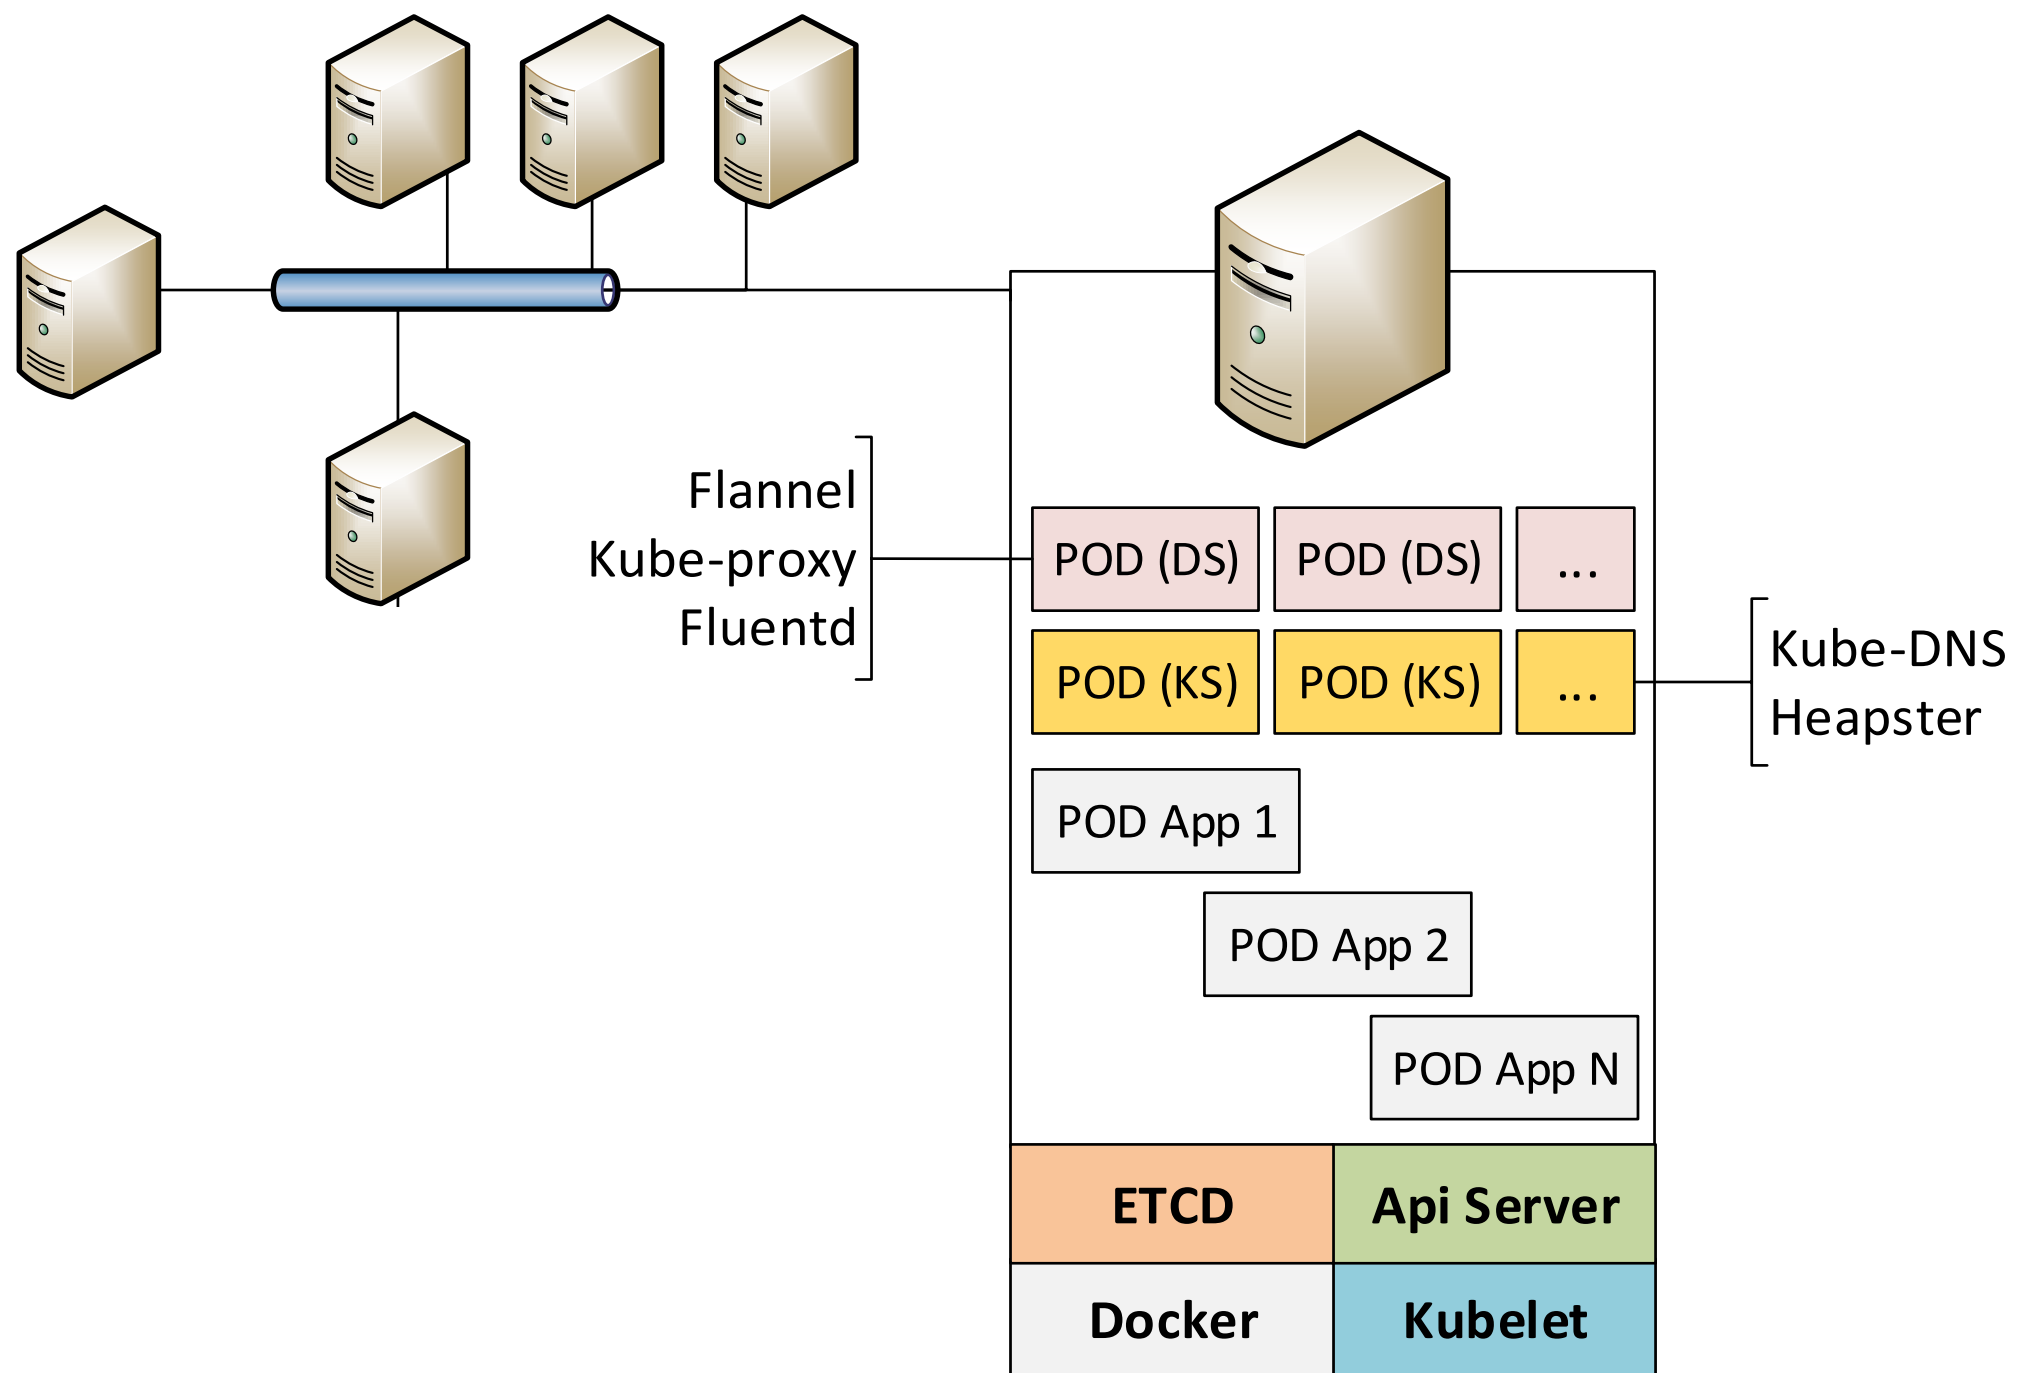 Flannel
Kube-proxy
Fluentd
POD (DS)
POD (DS)
...
POD (KS)
POD (KS)
...
Kube-DNS
Heapster
POD App 1
POD App 2
POD App N
ETCD
Api Server
Docker
Kubelet